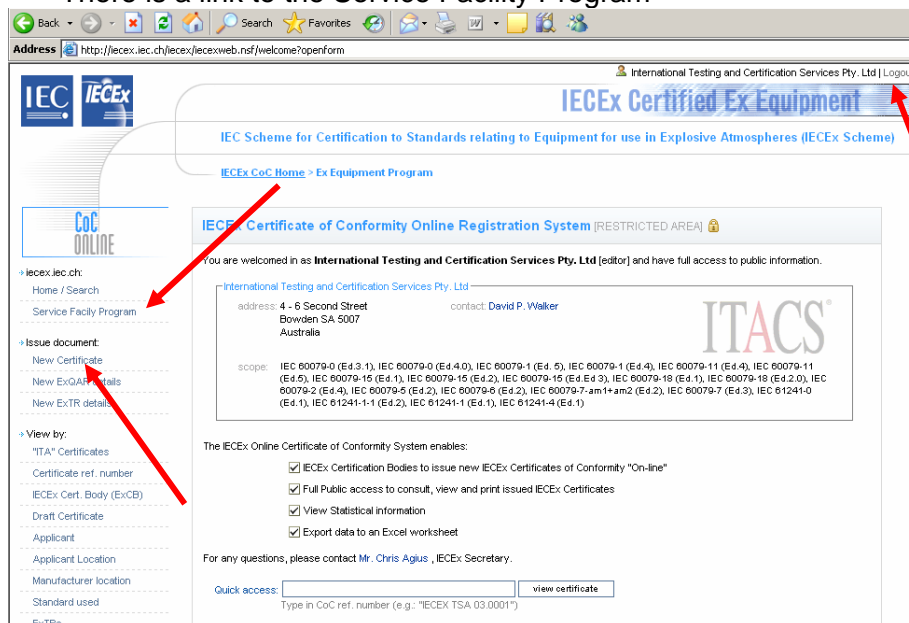 There is a link to the Service Facility Program
Back Search Favorites
Address http://iecex.iec.ch/iecex/iecexweb.nsf/welcome?openform
International Testing and Certification Services Pty. Ltd | Logou
IEC IECEx
IECEx Certified Ex Equipment
IEC Scheme for Certification to Standards relating to Equipment for use in Explosive Atmospheres (IECEx Scheme)
IECEx CoC Home > Ex Equipment Program
CoC
ONLINE
iecex.iec.ch:
Home / Search
Service Facily Program
Issue document:
New Certificate
New ExQAR details
New ExTR details
View by:
"ITA" Certificates
Certificate ref. number
IECEx Cert. Body (ExCB)
Draft Certificate
Applicant
Applicant Location
Manufacturer location
Standard used
ExTRs
IECEx Certificate of Conformity Online Registration System [RESTRICTED AREA]
You are welcomed in as International Testing and Certification Services Pty. Ltd [editor] and have full access to public information.
International Testing and Certification Services Pty. Ltd
address: 4 - 6 Second Street contact: David P. Walker
Bowden SA 5007
Australia
ITACS
scope: IEC 60079-0 (Ed.3.1), IEC 60079-0 (Ed.4.0), IEC 60079-1 (Ed. 5), IEC 60079-1 (Ed.4), IEC 60079-11 (Ed.4), IEC 60079-11
(Ed.5), IEC 60079-15 (Ed.1), IEC 60079-15 (Ed.2), IEC 60079-15 (Ed.Ed 3), IEC 60079-18 (Ed.1), IEC 60079-18 (Ed.2.0), IEC
60079-2 (Ed.4), IEC 60079-5 (Ed.2), IEC 60079-6 (Ed.2), IEC 60079-7-am1+am2 (Ed.2), IEC 60079-7 (Ed.3), IEC 61241-0
(Ed.1), IEC 61241-1-1 (Ed.2), IEC 61241-1 (Ed.1), IEC 61241-4 (Ed.1)
The IECEx Online Certificate of Conformity System enables:
IECEx Certification Bodies to issue new IECEx Certificates of Conformity "On-line"
Full Public access to consult, view and print issued IECEx Certificates
View Statistical information
Export data to an Excel worksheet
For any questions, please contact Mr. Chris Agius , IECEx Secretary.
Quick access: view certificate
Type in CoC ref. number (e.g.: "IECEX TSA 03.0001")